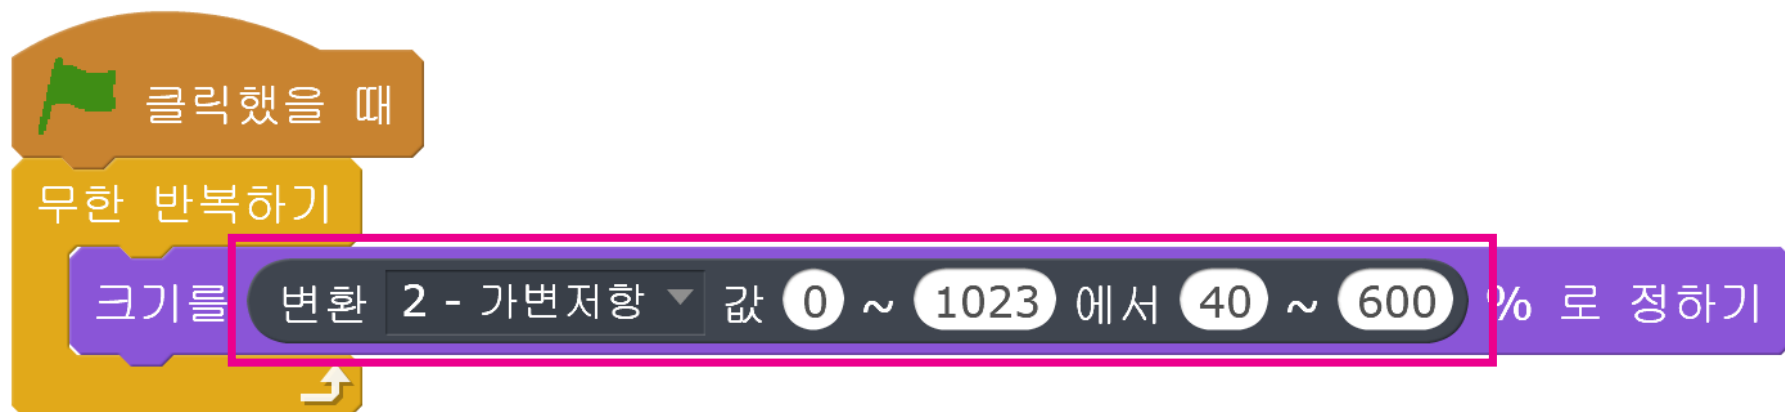 클릭했을 때
무한 반복하기
크기를 변환 2 - 가변저항 값 0 ~ 1023 에서 40 ~ 600 % 로 정하기